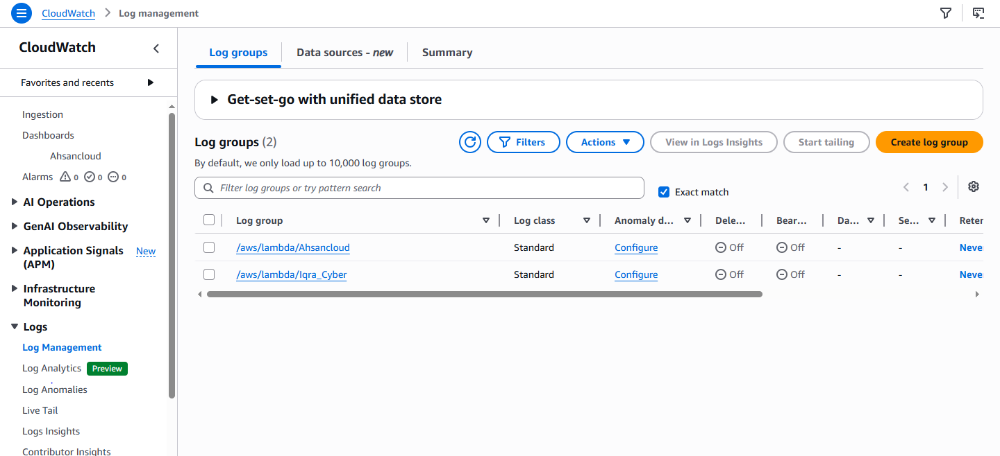 CloudWatch > Log management
CloudWatch
Favorites and recents
Ingestion
Dashboards
Ahsancloud
Alarms 0 0 0
AI Operations
GenAI Observability
Application Signals (APM) New
Infrastructure Monitoring
Logs
Log Management
Log Analytics Preview
Log Anomalies
Live Tail
Logs Insights
Contributor Insights
Log groups Data sources - new Summary
Get-set-go with unified data store
Log groups (2) Filters Actions View in Logs Insights Start tailing Create log group
By default, we only load up to 10,000 log groups.
Filter log groups or try pattern search Exact match 1
Log group Log class Anomaly d... Dele... Bear... Da... Se... Reter
/aws/lambda/Ahsancloud Standard Configure Off Off - - Never
/aws/lambda/Iqra_Cyber Standard Configure Off Off - - Never